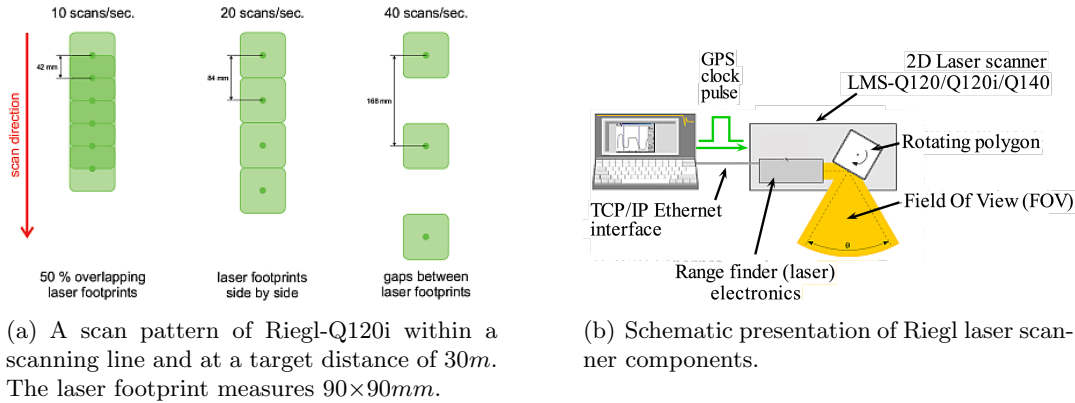 10 scans/sec.
20 scans/sec.
40 scans/sec.
scan direction
42 mm
84 mm
168 mm
50 % overlapping
laser footprints
laser footprints
side by side
gaps between
laser footprints
(a) A scan pattern of Riegl-Q120i within a
scanning line and at a target distance of 30m.
The laser footprint measures 90×90mm.
GPS
clock
pulse
2D Laser scanner
LMS-Q120/Q120i/Q140
Rotating polygon
TCP/IP Ethernet
interface
Field Of View (FOV)
θ
Range finder (laser)
electronics
(b) Schematic presentation of Riegl laser scan-
ner components.